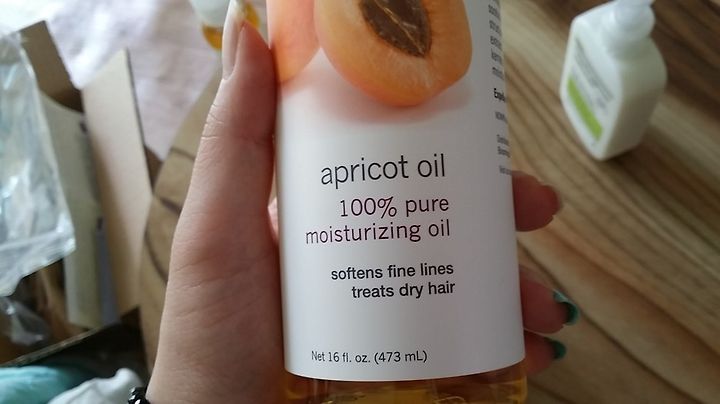 apricot oil
100% pure
moisturizing oil
softens fine lines
treats dry hair
Net 16 fl. oz. (473 mL)